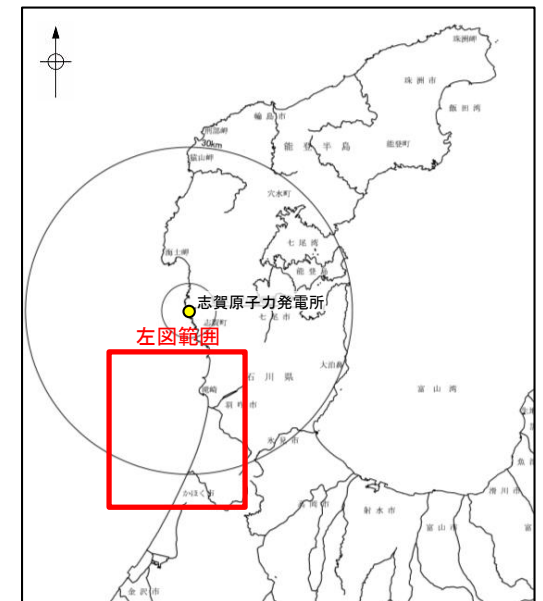 珠洲岬
珠洲市
飯田湾
輪島市
能登半島
能登町
30km
猿山岬
穴水町
七尾湾
海士岬
能登島
志賀原子力発電所
志賀町
七尾市
左図範囲
大泊鼻
石川県
富山湾
滝崎
羽咋市
氷見市
かほく市
高岡市
射水市
滑川市
富山市
富
金沢市